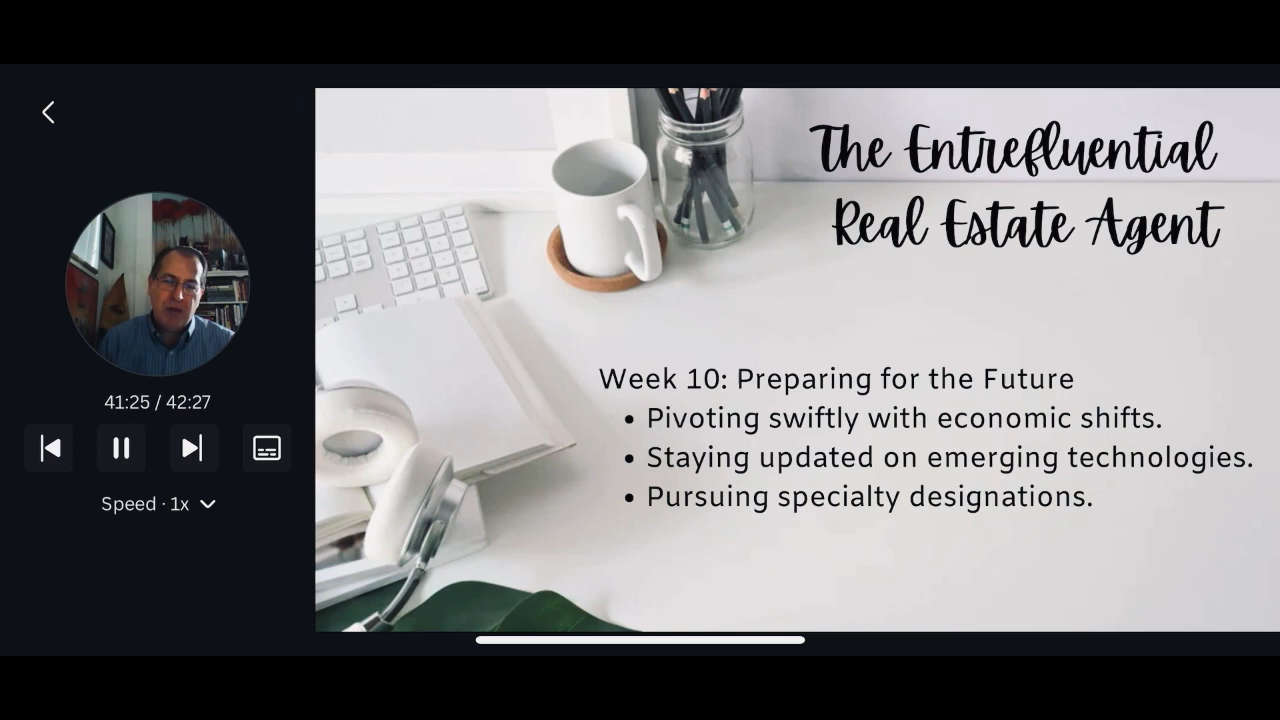 The Entrefluential
Real Estate Agent
41:25 / 42:27
Speed · 1x
Week 10: Preparing for the Future
• Pivoting swiftly with economic shifts.
• Staying updated on emerging technologies.
• Pursuing specialty designations.